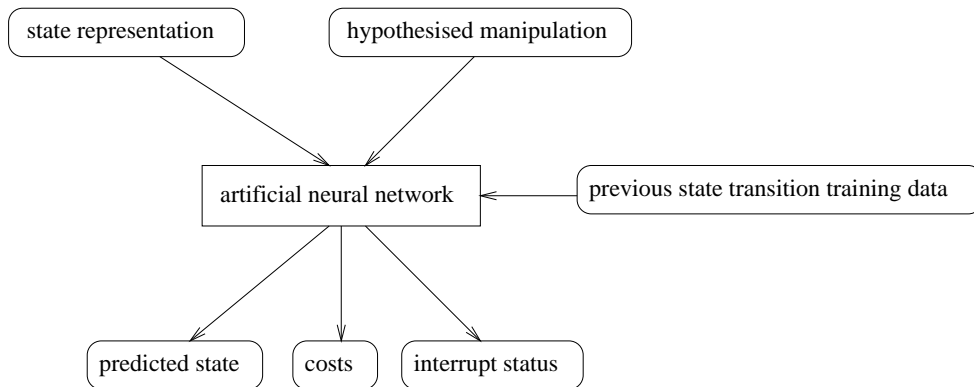 state representation
hypothesised manipulation
artificial neural network
previous state transition training data
predicted state
costs
interrupt status